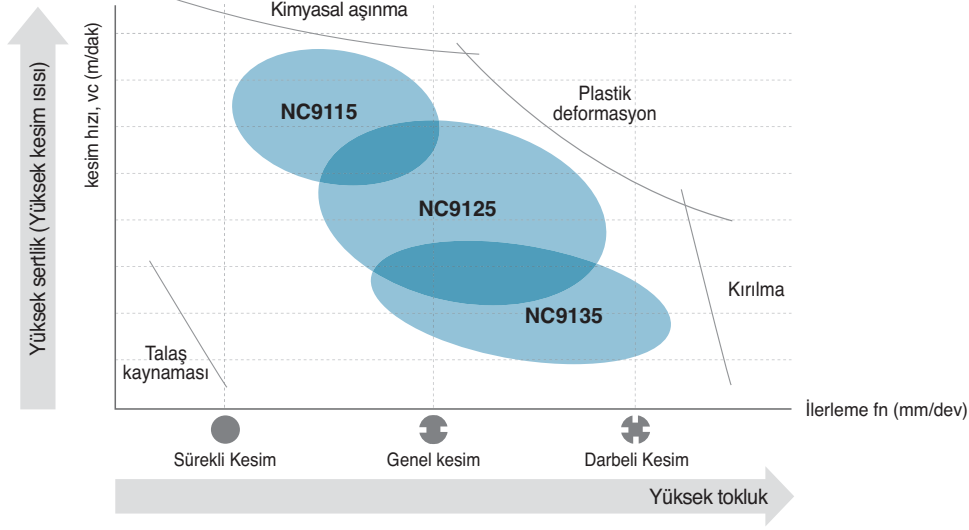 Kimyasal aşınma
Yüksek sertlik (Yüksek kesim ısısı)
kesim hızı, vc (m/dak)
NC9115
Plastik
deformasyon
NC9125
Kırılma
NC9135
Talaş
kaynaması
İlerleme fn (mm/dev)
Sürekli Kesim
Genel kesim
Darbeli Kesim
Yüksek tokluk